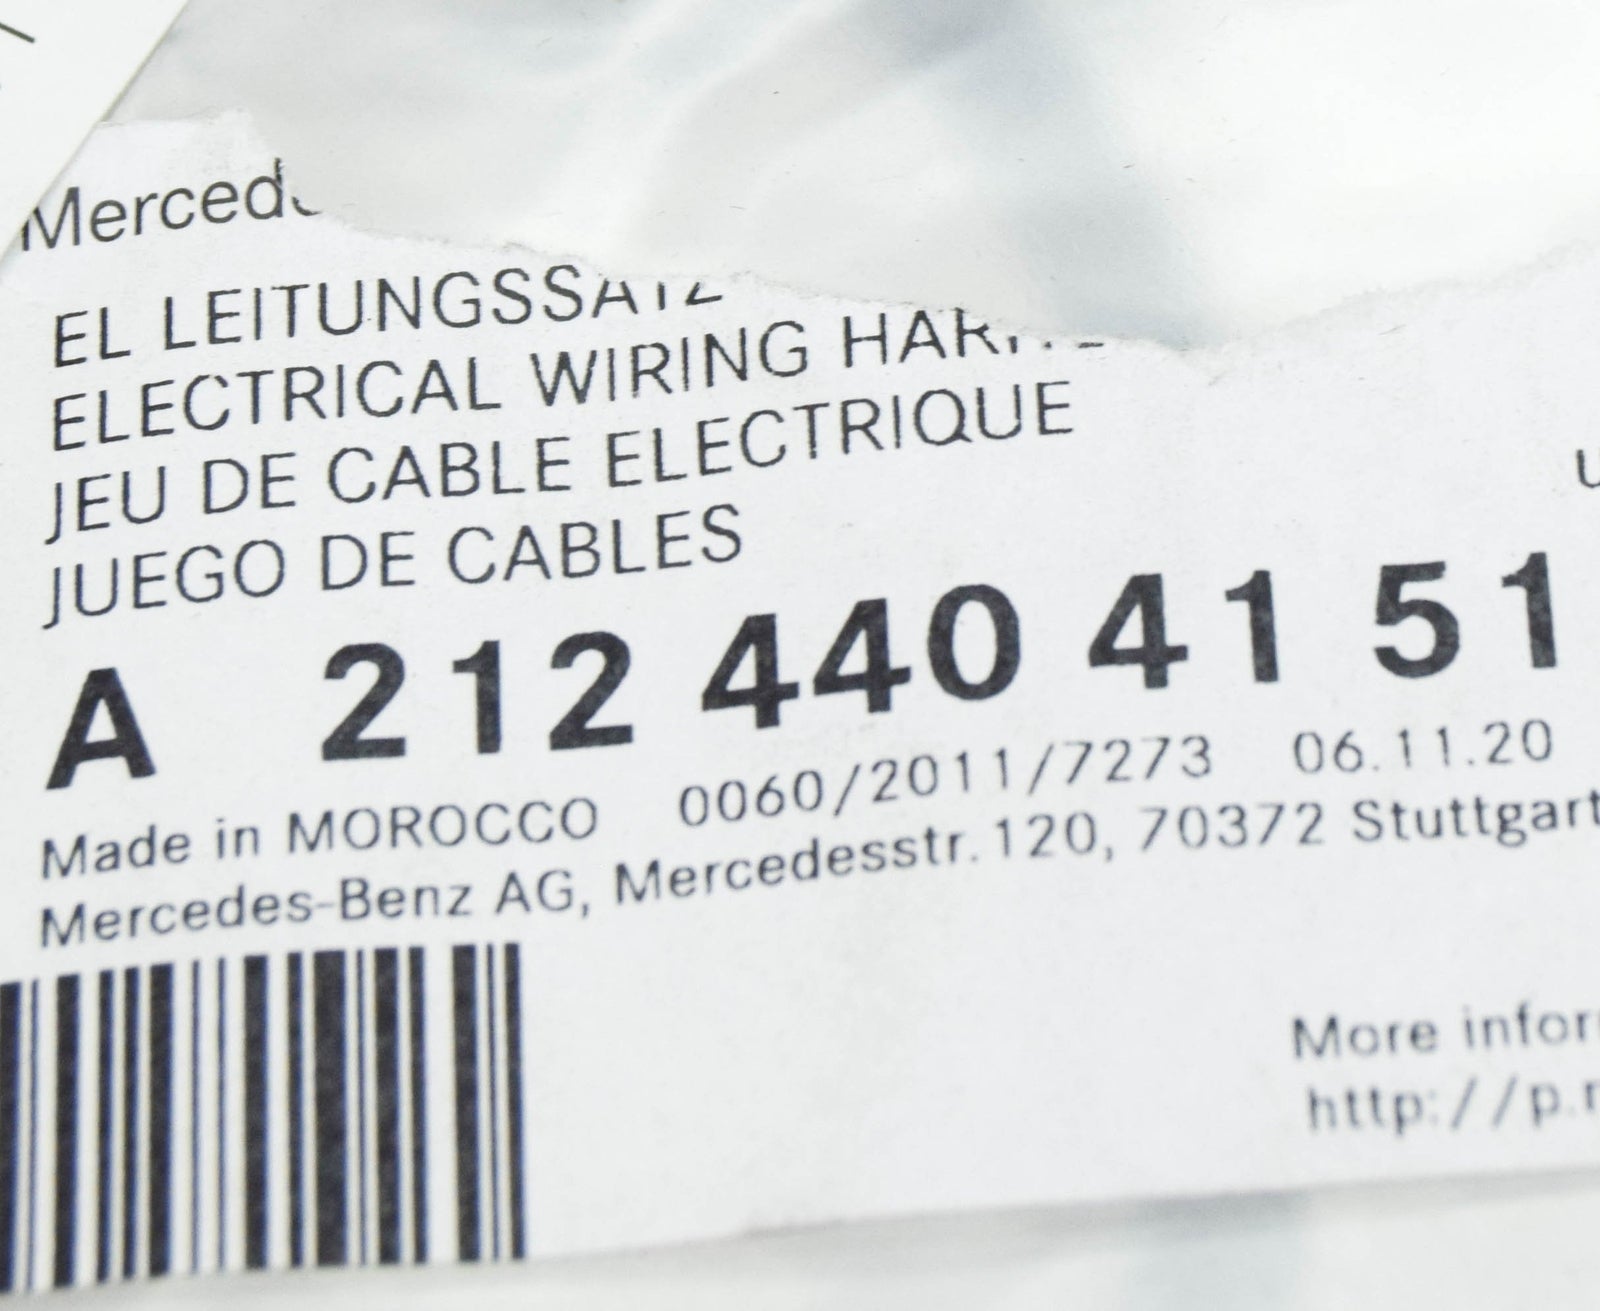 Merced
EL LEITUNGSSATZ
ELECTRICAL WIRING HAR
JEU DE CABLE ELECTRIQUE
JUEGO DE CABLES
A 212 440 41 51
Made in MOROCCO 0060/2011/7273 06.11.20
Mercedes-Benz AG, Mercedesstr. 120, 70372 Stuttgart
More infor
http://p.